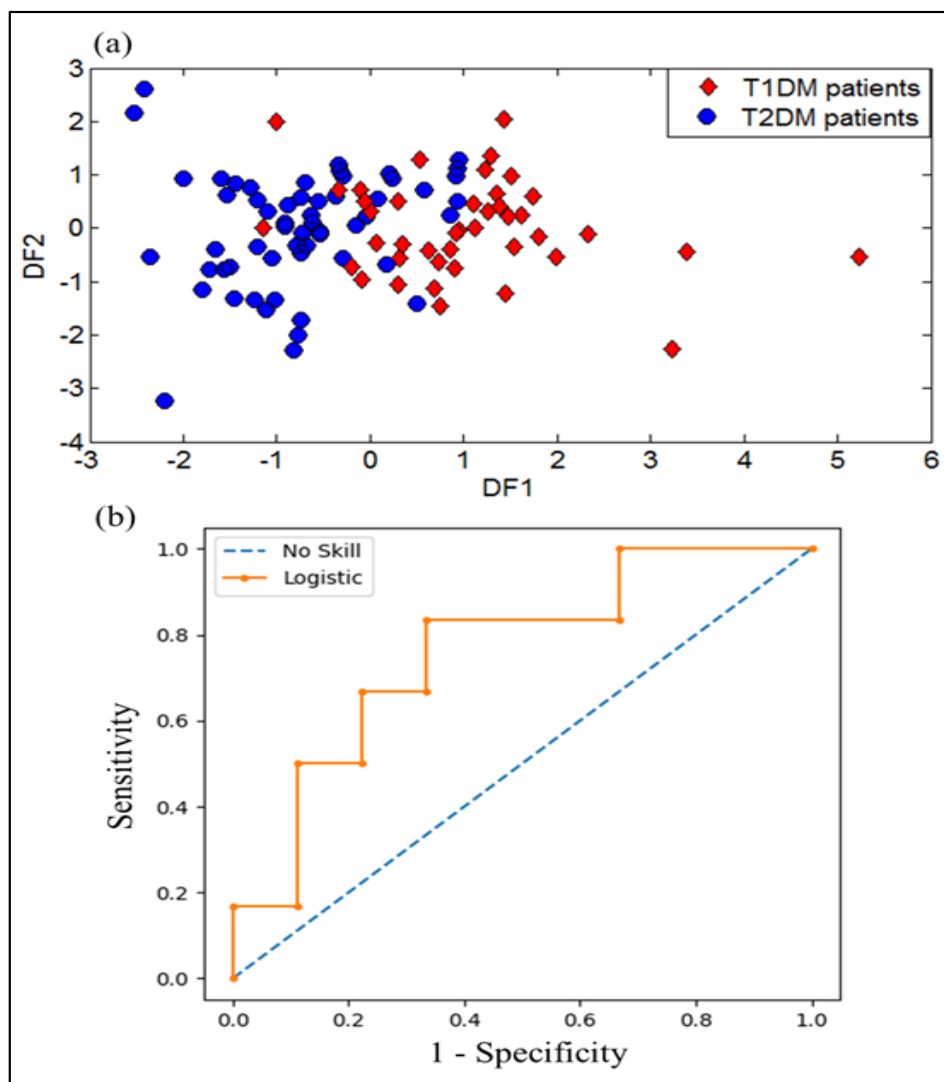 (a)
3
2
1
0
-1
-2
-3
-4
DF2
T1DM patients
T2DM patients
-3 -2 -1 0 1 2 3 4 5 6
DF1
(b)
1.0
0.8
0.6
0.4
0.2
0.0
Sensitivity
No Skill
Logistic
0.0 0.2 0.4 0.6 0.8 1.0
1 - Specificity